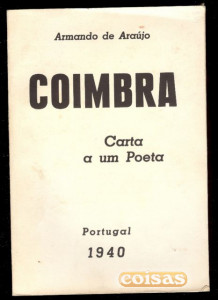 Armando de Araújo
COIMBRA
Carta
a um Poeta
Portugal
1940
coisas